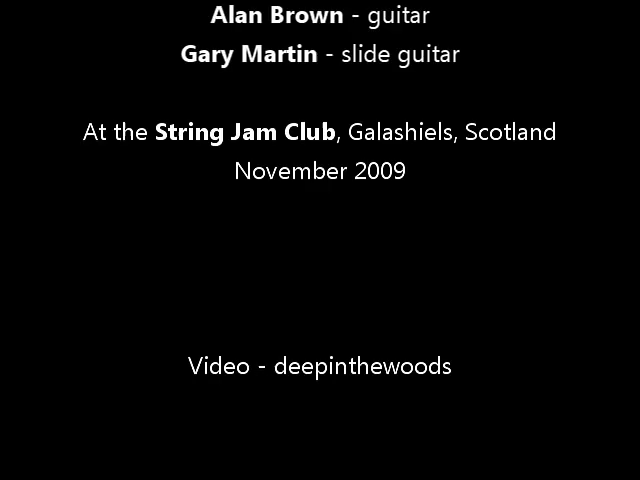 Alan Brown - guitar
Gary Martin - slide guitar
At the String Jam Club, Galashiels, Scotland
November 2009
Video - deepinthewoods